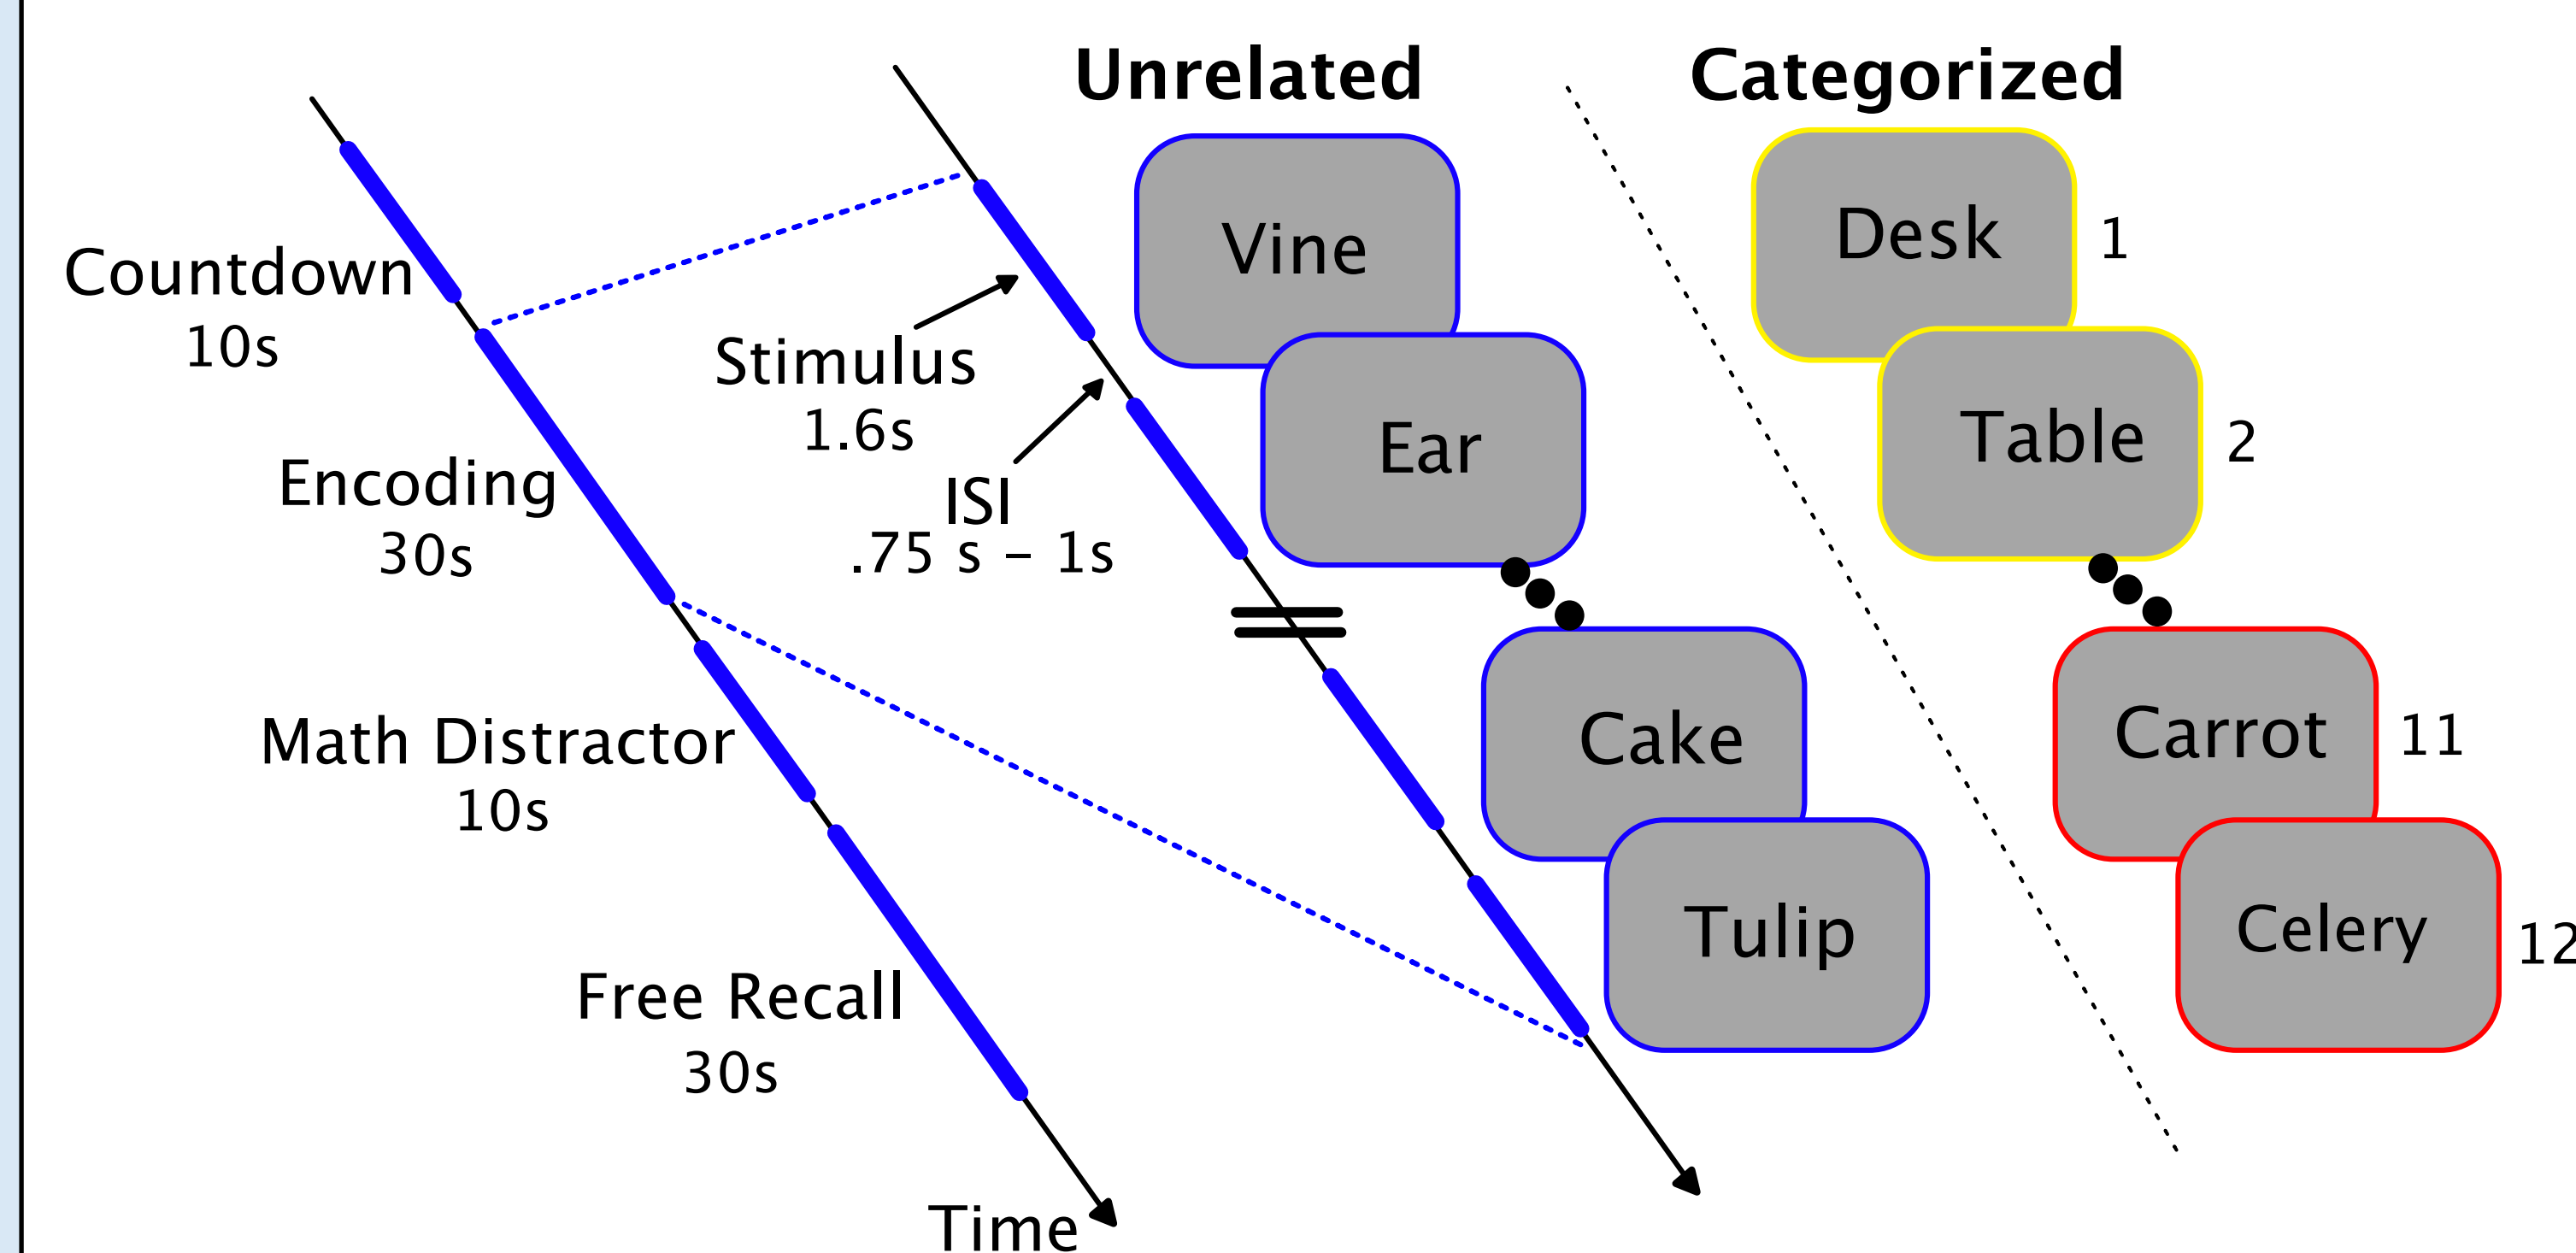 Unrelated
Categorized
Countdown
10s
Encoding
30s
Math Distractor
10s
Free Recall
30s
Time
Stimulus
1.6s
ISI
.75 s – 1s
Vine
Ear
Cake
Tulip
Desk 1
Table 2
Carrot 11
Celery 12